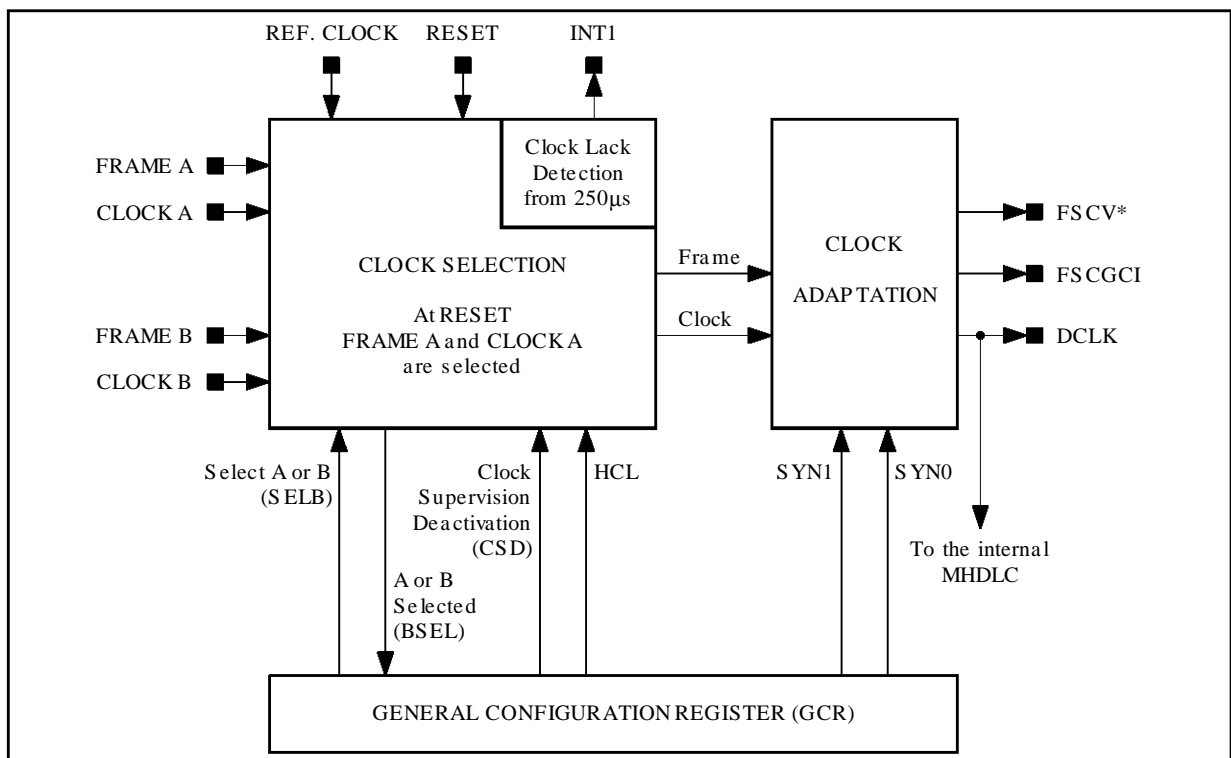 REF. CLOCK
RESET
INT1
Clock Lack
Detection
from 250µs
FRAME A
CLOCK A
FRAME B
CLOCK B
CLOCK SELECTION
At RESET
FRAME A and CLOCK A
are selected
Frame
Clock
CLOCK
ADAPTATION
FSCV*
FSCGCI
DCLK
Select A or B
(SELB)
A or B
Selected
(BSEL)
Clock
Supervision
Deactivation
(CSD)
HCL
SYN1
SYN0
To the internal
MHDLC
GENERAL CONFIGURATION REGISTER (GCR)